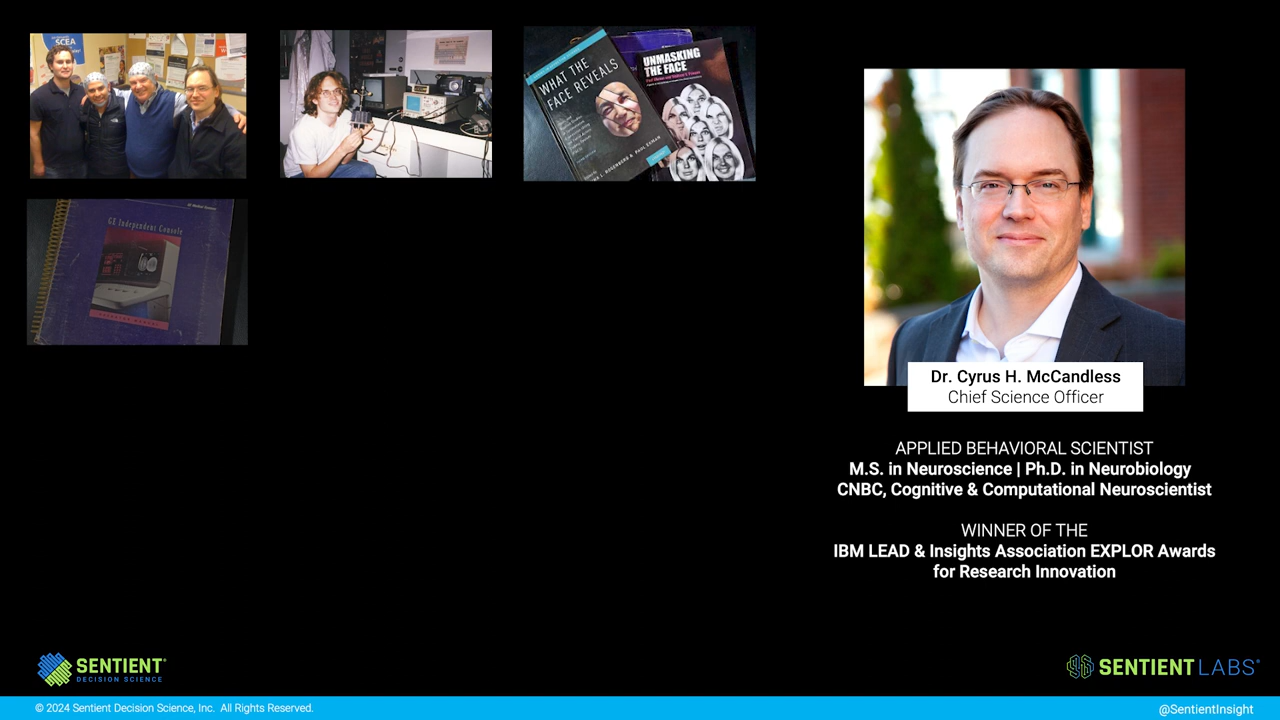 SCEA
WHAT THE
FACE REVEALS
UNMASKING
THE FACE
GE Independent Console
OPERATOR MANUAL
Dr. Cyrus H. McCandless
Chief Science Officer
APPLIED BEHAVIORAL SCIENTIST
M.S. in Neuroscience | Ph.D. in Neurobiology
CNBC, Cognitive & Computational Neuroscientist
WINNER OF THE
IBM LEAD & Insights Association EXPLOR Awards
for Research Innovation
SENTIENT®
DECISION SCIENCE
SENTIENT LABS®
© 2024 Sentient Decision Science, Inc. All Rights Reserved.
@SentientInsight